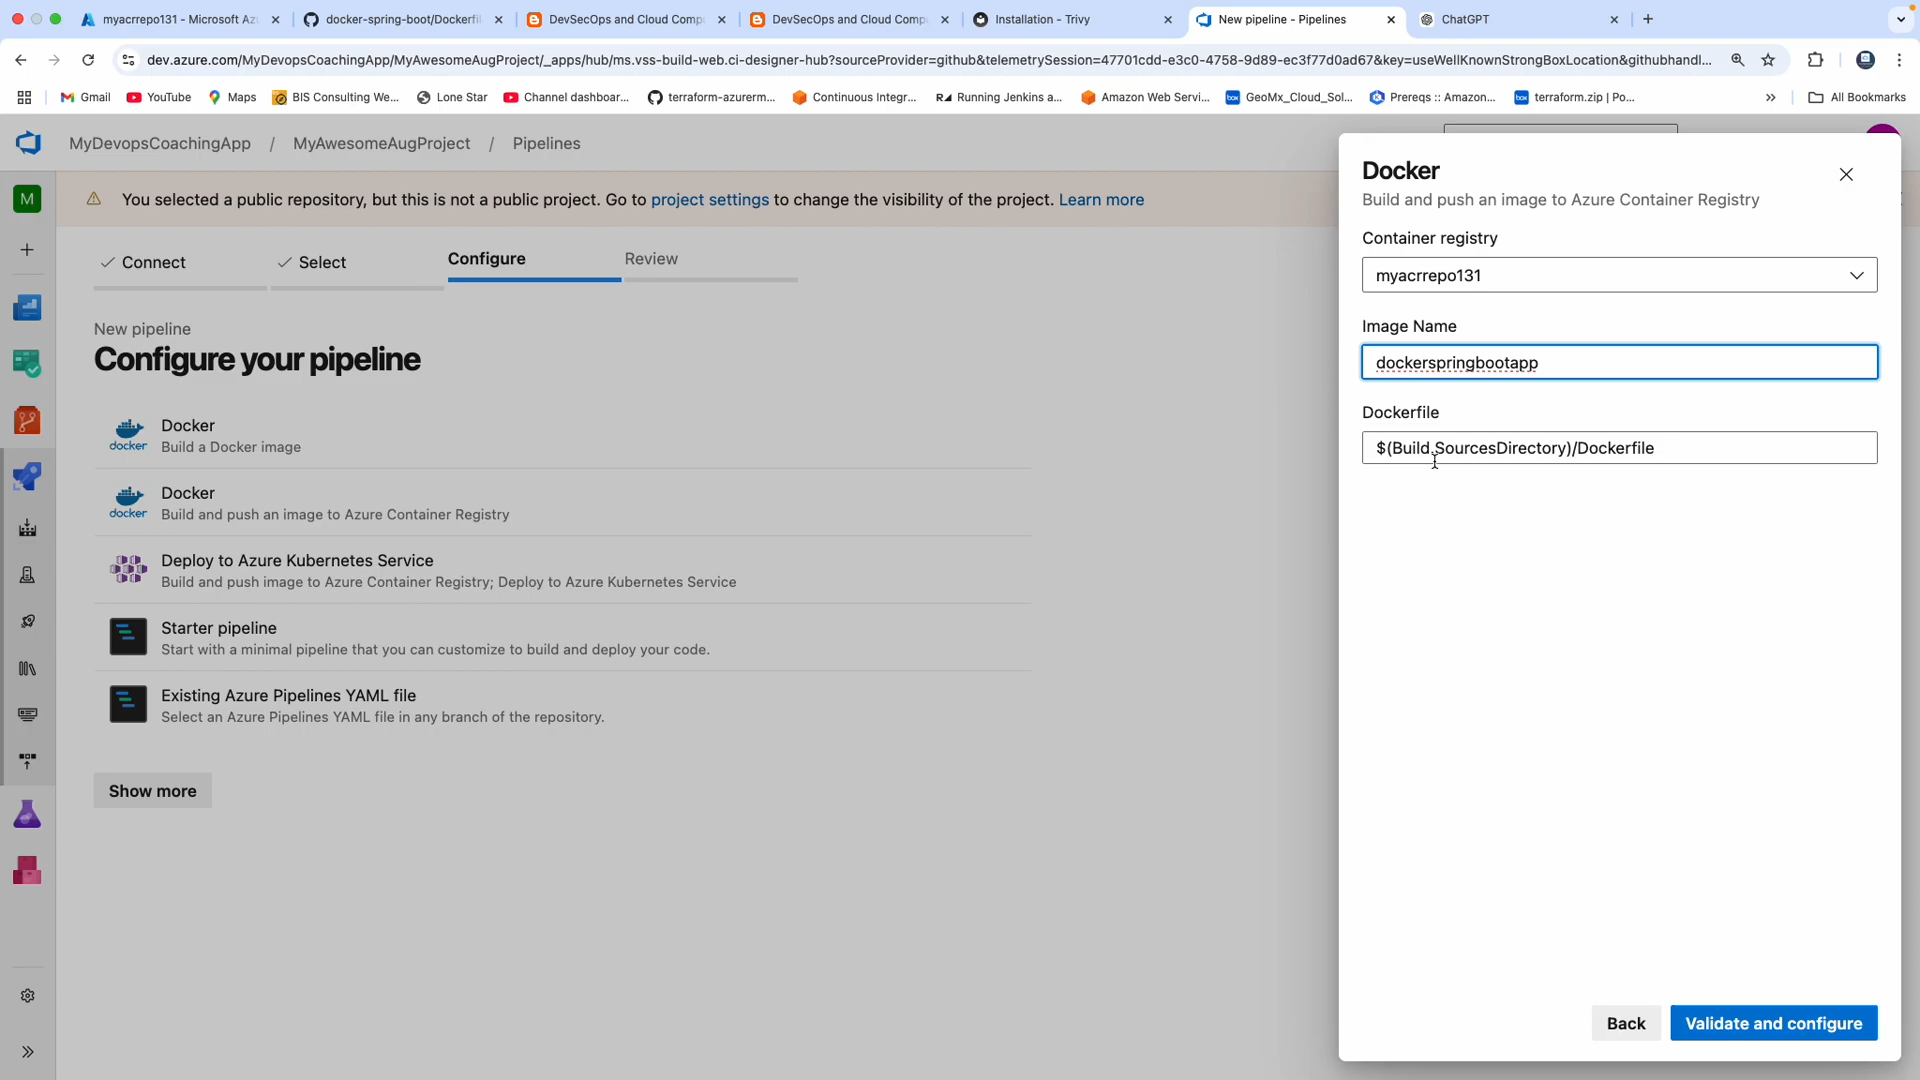 myacrrepo131 - Microsoft Az
docker-spring-boot/Dockerfil
DevSecOps and Cloud Comp
DevSecOps and Cloud Comp
Installation - Trivy
New pipeline - Pipelines
ChatGPT
dev.azure.com/MyDevopsCoachingApp/MyAwesomeAugProject/_apps/hub/ms.vss-build-web.ci-designer-hub?sourceProvider=github&telemetrySession=47701cdd-e3c0-4758-9d89-ec3f77d0ad67&key=useWellKnownStrongBoxLocation&githubhandl...
Gmail
YouTube
Maps
BIS Consulting We...
Lone Star
Channel dashboar...
terraform-azurerm...
Continuous Integr...
Running Jenkins a...
Amazon Web Servi...
GeoMx_Cloud_Sol...
Prereqs :: Amazon...
terraform.zip | Po...
All Bookmarks
MyDevopsCoachingApp / MyAwesomeAugProject / Pipelines
M
You selected a public repository, but this is not a public project. Go to project settings to change the visibility of the project. Learn more
Connect
Select
Configure
Review
New pipeline
Configure your pipeline
docker
Docker
Build a Docker image
docker
Docker
Build and push an image to Azure Container Registry
Deploy to Azure Kubernetes Service
Build and push image to Azure Container Registry; Deploy to Azure Kubernetes Service
Starter pipeline
Start with a minimal pipeline that you can customize to build and deploy your code.
Existing Azure Pipelines YAML file
Select an Azure Pipelines YAML file in any branch of the repository.
Show more
Docker
Build and push an image to Azure Container Registry
Container registry
myacrrepo131
Image Name
dockerspringbootapp
Dockerfile
$(Build.SourcesDirectory)/Dockerfile
Back
Validate and configure